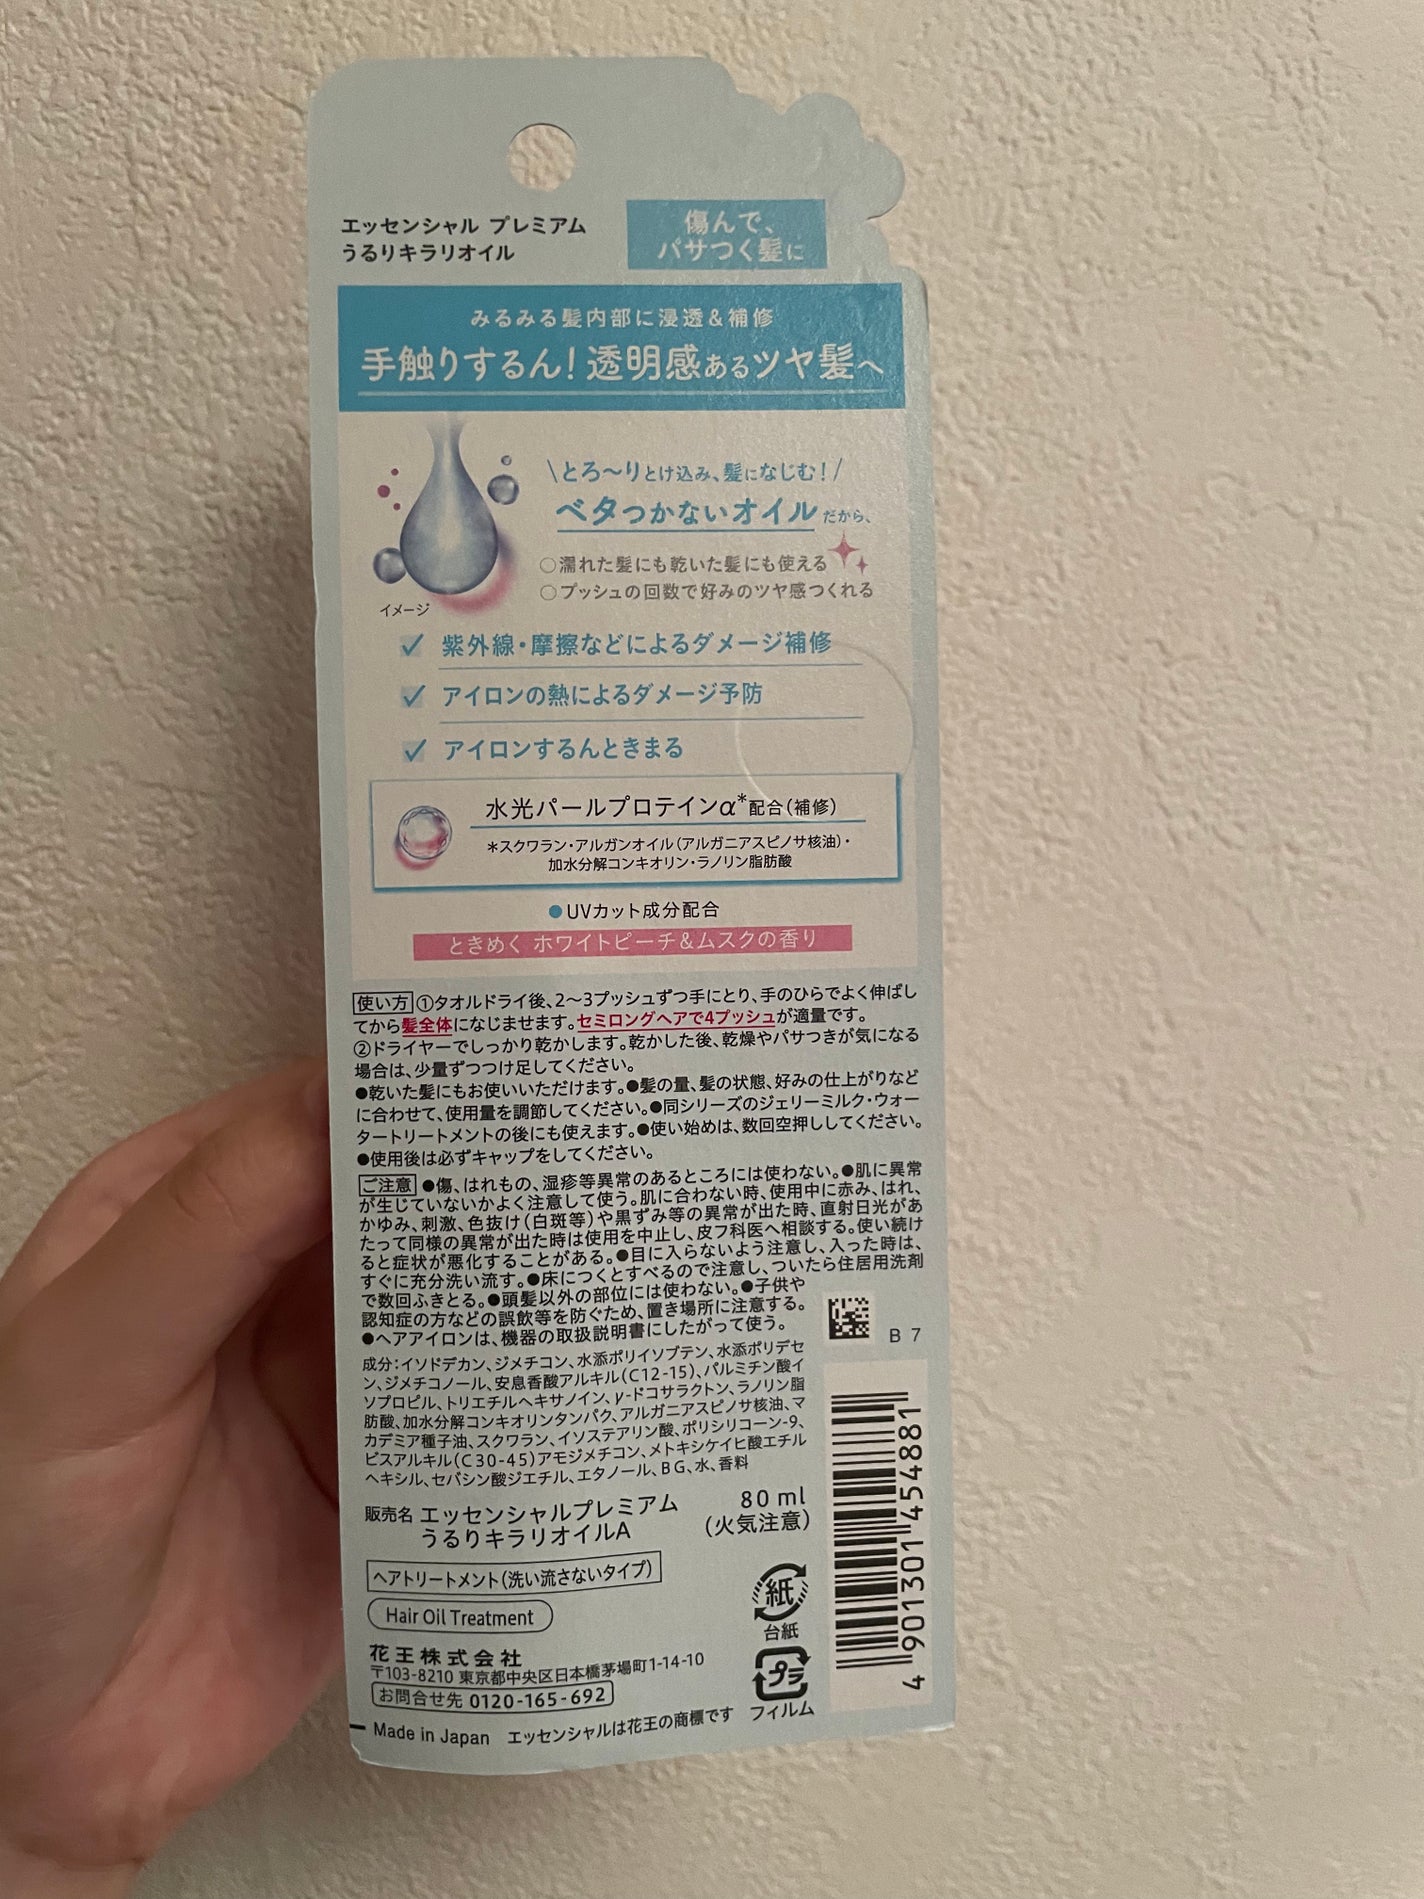 エッセンシャル プレミアム
うるりキラリオイル
傷んで、
パサつく髪に
みるみる髪内部に浸透&補修
手触りするん!透明感あるツヤ髪へ
\とろ〜りとけ込み、髪になじむ!/
ベタつかないオイルだから、
○濡れた髪にも乾いた髪にも使える
○プッシュの回数で好みのツヤ感つくれる
イメージ
✓ 紫外線・摩擦などによるダメージ補修
✓ アイロンの熱によるダメージ予防
✓ アイロンするんときまる
水光パールプロテインα*配合(補修)
*スクワラン・アルガンオイル(アルガニアスピノサ核油)・
加水分解コンキオリン・ラノリン脂肪酸
●UVカット成分配合
ときめく ホワイトピーチ&ムスクの香り
使い方 ①タオルドライ後、2〜3プッシュずつ手にとり、手のひらでよく伸ばし
てから髪全体になじませます。セミロングヘアで4プッシュが適量です。
②ドライヤーでしっかり乾かします。乾かした後、乾燥やパサつきが気になる
場合は、少量ずつつけ足してください。
●乾いた髪にもお使いいただけます。●髪の量、髪の状態、好みの仕上がりなど
に合わせて、使用量を調節してください。●同シリーズのジェリーミルク・ウォー
タートリートメントの後にも使えます。●使い始めは、数回空押ししてください。
●使用後は必ずキャップをしてください。
ご注意 ●傷、はれもの、湿疹等異常のあるところには使わない。●肌に異常
が生じていないかよく注意して使う。肌に合わない時、使用中に赤み、はれ、
かゆみ、刺激、色抜け(白斑等)や黒ずみ等の異常が出た時、直射日光があ
たって同様の異常が出た時は使用を中止し、皮フ科医へ相談する。使い続け
ると症状が悪化することがある。●目に入らないよう注意し、入った時は、
すぐに充分洗い流す。●床につくとすべるので注意し、ついたら住居用洗剤
で数回ふきとる。●頭髪以外の部位には使わない。●子供や
認知症の方などの誤飲等を防ぐため、置き場所に注意する。
●ヘアアイロンは、機器の取扱説明書にしたがって使う。
B 7
成分:イソドデカン、ジメチコン、水添ポリイソブテン、水添ポリデセ
ン、ジメチコノール、安息香酸アルキル(C12-15)、パルミチン酸イ
ソプロピル、トリエチルヘキサノイン、γ-ドコサラクトン、ラノリン脂
肪酸、加水分解コンキオリンタンパク、アルガニアスピノサ核油、マ
カデミア種子油、スクワラン、イソステアリン酸、ポリシリコーン-9、
ビスアルキル(C30-45)アモジメチコン、メトキシケイヒ酸エチル
ヘキシル、セバシン酸ジエチル、エタノール、BG、水、香料
販売名 エッセンシャルプレミアム
うるりキラリオイルA
80 ml
(火気注意)
ヘアトリートメント(洗い流さないタイプ)
Hair Oil Treatment
紙
台紙
プラ
フィルム
花王株式会社
〒103-8210 東京都中央区日本橋茅場町1-14-10
お問合せ先 0120-165-692
Made in Japan エッセンシャルは花王の商標です
4 901301 454881